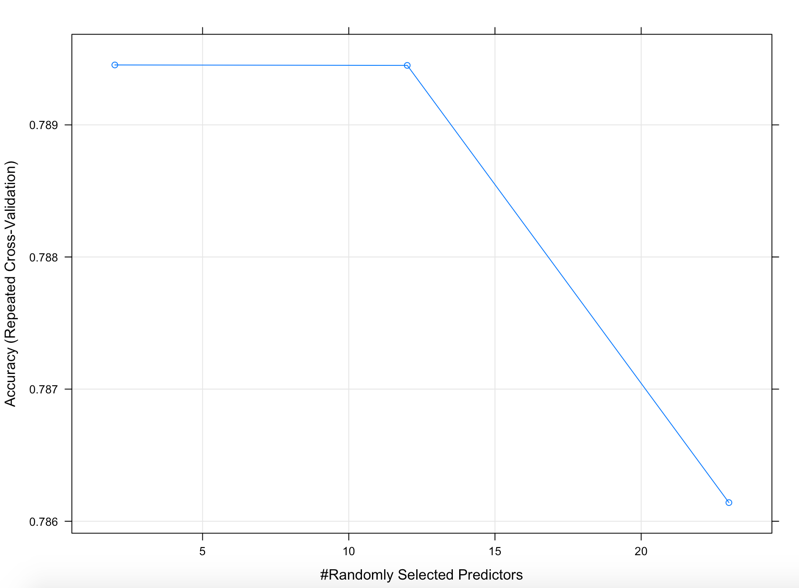 Accuracy (Repeated Cross-Validation)
0.789
0.788
0.787
0.786
5 10 15 20
#Randomly Selected Predictors